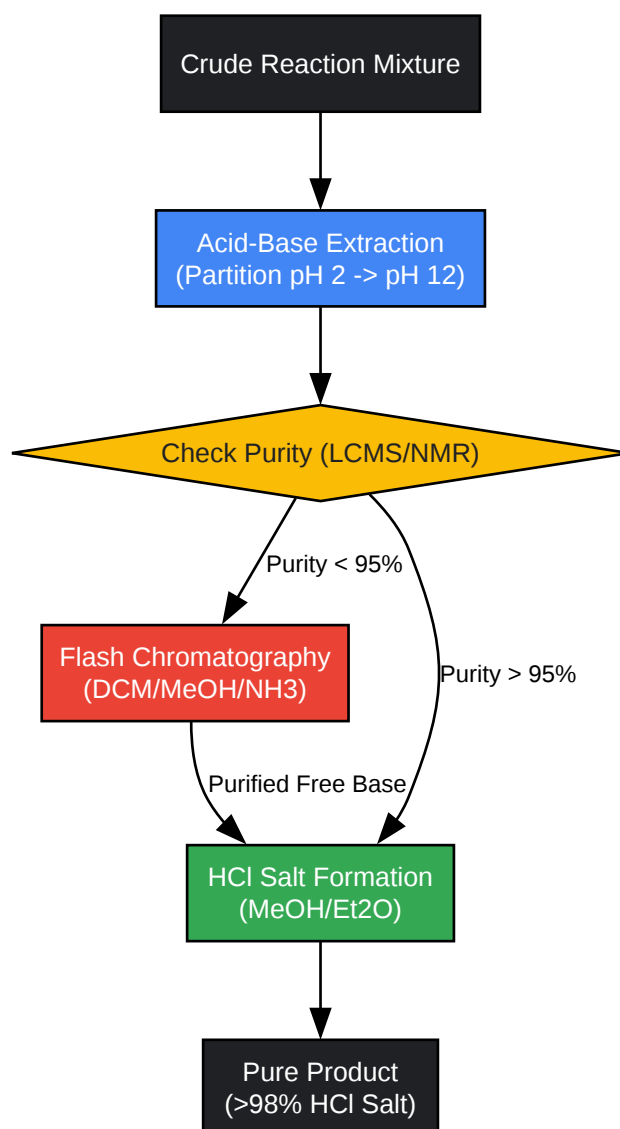 Crude Reaction Mixture
Acid-Base Extraction
(Partition pH 2 -> pH 12)
Check Purity (LCMS/NMR)
Purity < 95%
Flash Chromatography
(DCM/MeOH/NH3)
Purity > 95%
Purified Free Base
HCl Salt Formation
(MeOH/Et2O)
Pure Product
(>98% HCl Salt)